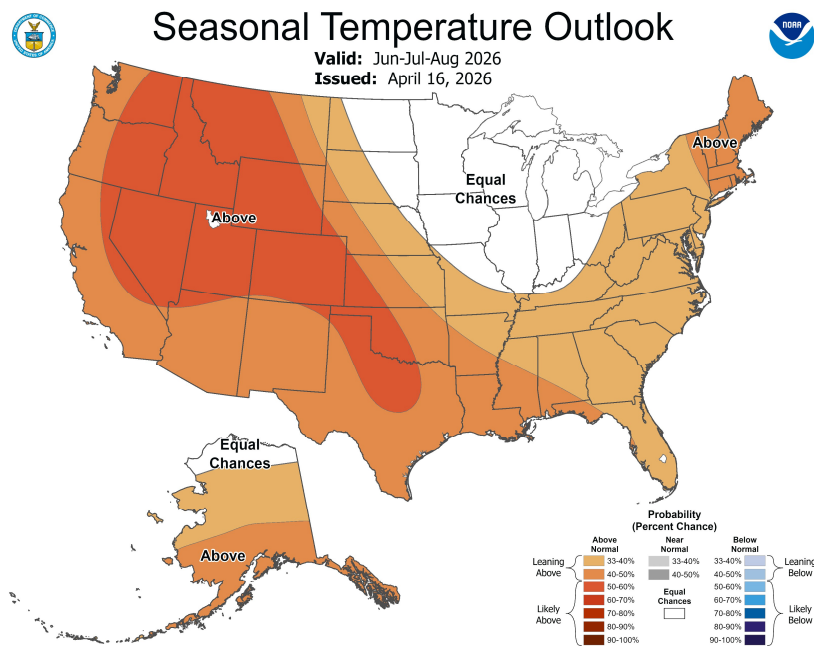 Seasonal Temperature Outlook
Valid: Jun-Jul-Aug 2026
Issued: April 16, 2026
NOAA
Above
Equal
Chances
Above
Equal
Chances
Above
Probability
(Percent Chance)
Above
Normal
Near
Normal
Below
Normal
Leaning
Above
33-40%
33-40%
33-40%
Leaning
Below
40-50%
40-50%
40-50%
Likely
Above
50-60%
60-70%
70-80%
80-90%
90-100%
Equal
Chances
50-60%
60-70%
70-80%
80-90%
90-100%
Likely
Below